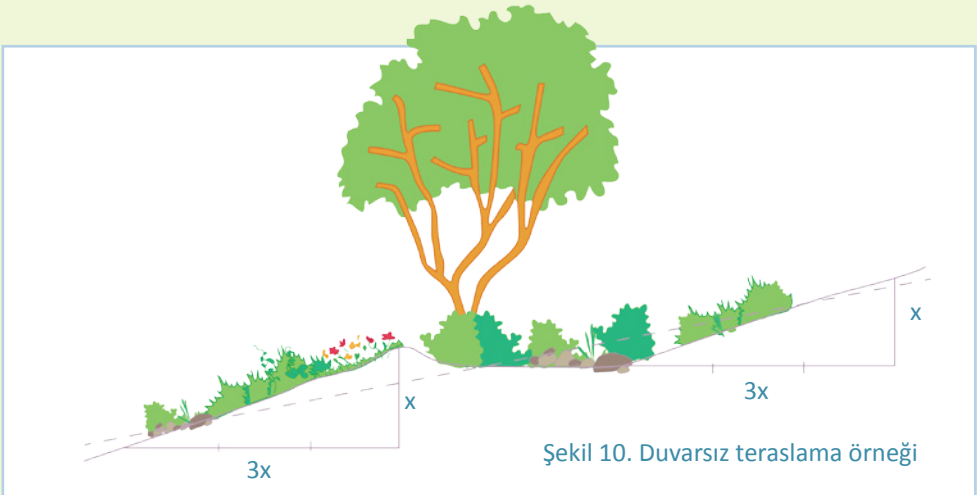 x
3x
x
3x
Şekil 10. Duvarsız teraslama örneği